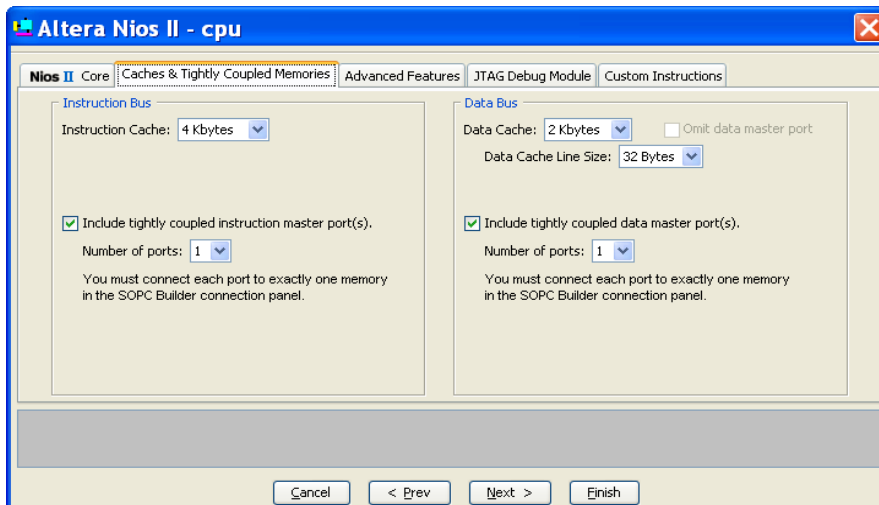 Altera Nios II - cpu
Nios II Core Caches & Tightly Coupled Memories Advanced Features JTAG Debug Module Custom Instructions
Instruction Bus
Instruction Cache: 4 Kbytes
Include tightly coupled instruction master port(s).
Number of ports: 1
You must connect each port to exactly one memory
in the SOPC Builder connection panel.
Data Bus
Data Cache: 2 Kbytes Omit data master port
Data Cache Line Size: 32 Bytes
Include tightly coupled data master port(s).
Number of ports: 1
You must connect each port to exactly one memory
in the SOPC Builder connection panel.
Cancel < Prev Next > Finish